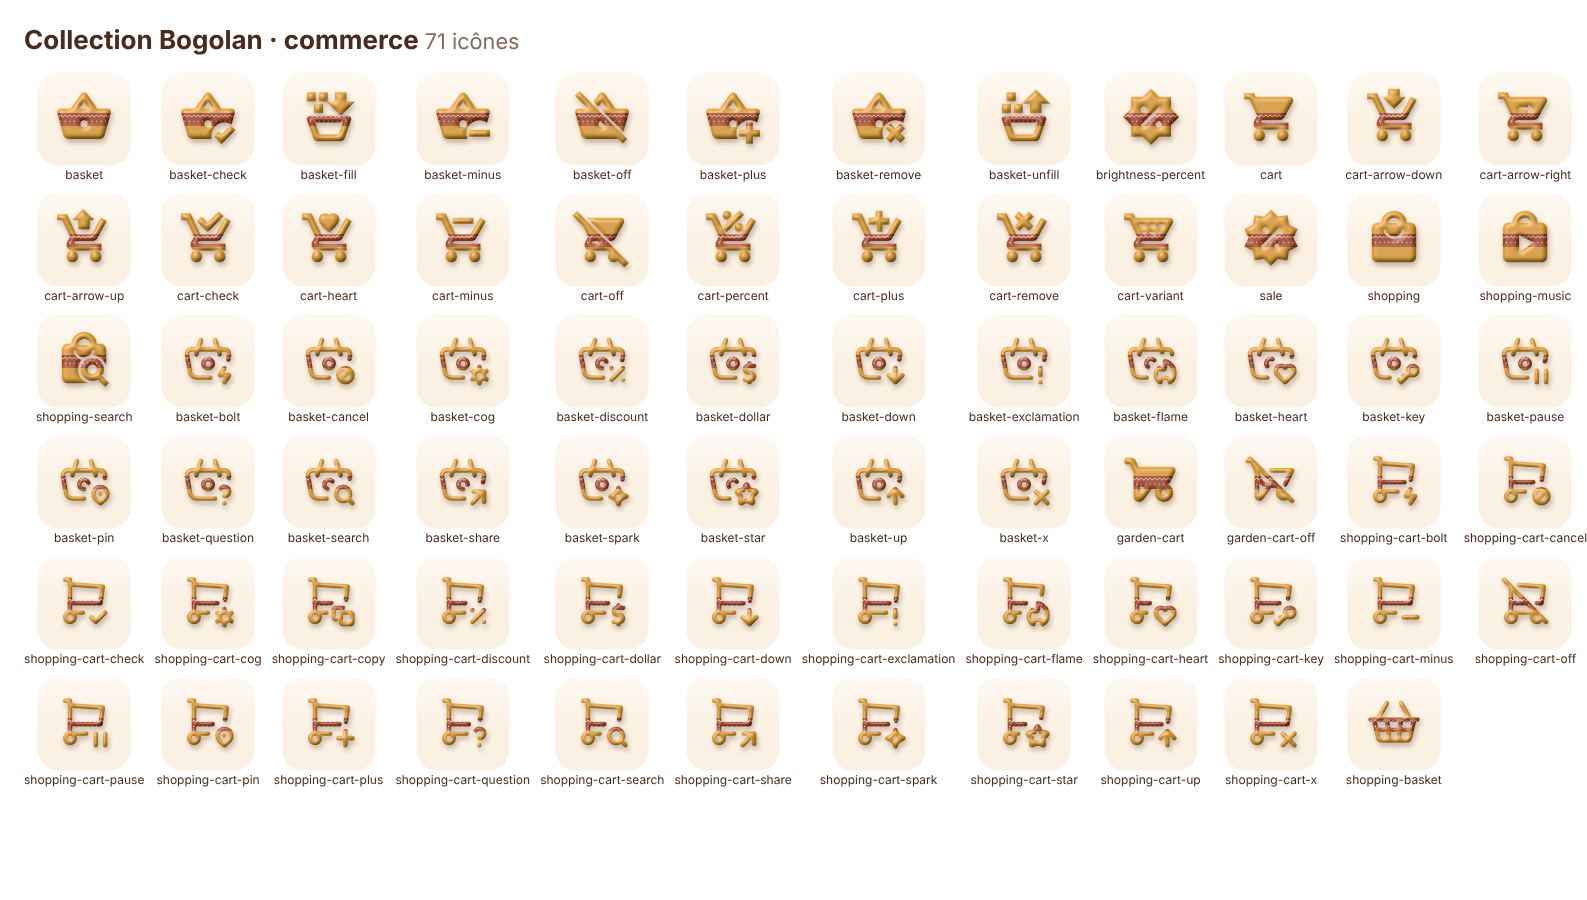 Collection Bogolan · commerce 71 icônes
basket basket-check basket-fill basket-minus basket-off basket-plus basket-remove basket-unfill brightness-percent cart cart-arrow-down cart-arrow-right
cart-arrow-up cart-check cart-heart cart-minus cart-off cart-percent cart-plus cart-remove cart-variant sale shopping shopping-music
shopping-search basket-bolt basket-cancel basket-cog basket-discount basket-dollar basket-down basket-exclamation basket-flame basket-heart basket-key basket-pause
basket-pin basket-question basket-search basket-share basket-spark basket-star basket-up basket-x garden-cart garden-cart-off shopping-cart-bolt shopping-cart-cancel
shopping-cart-check shopping-cart-cog shopping-cart-copy shopping-cart-discount shopping-cart-dollar shopping-cart-down shopping-cart-exclamation shopping-cart-flame shopping-cart-heart shopping-cart-key shopping-cart-minus shopping-cart-off
shopping-cart-pause shopping-cart-pin shopping-cart-plus shopping-cart-question shopping-cart-search shopping-cart-share shopping-cart-spark shopping-cart-star shopping-cart-up shopping-cart-x shopping-basket